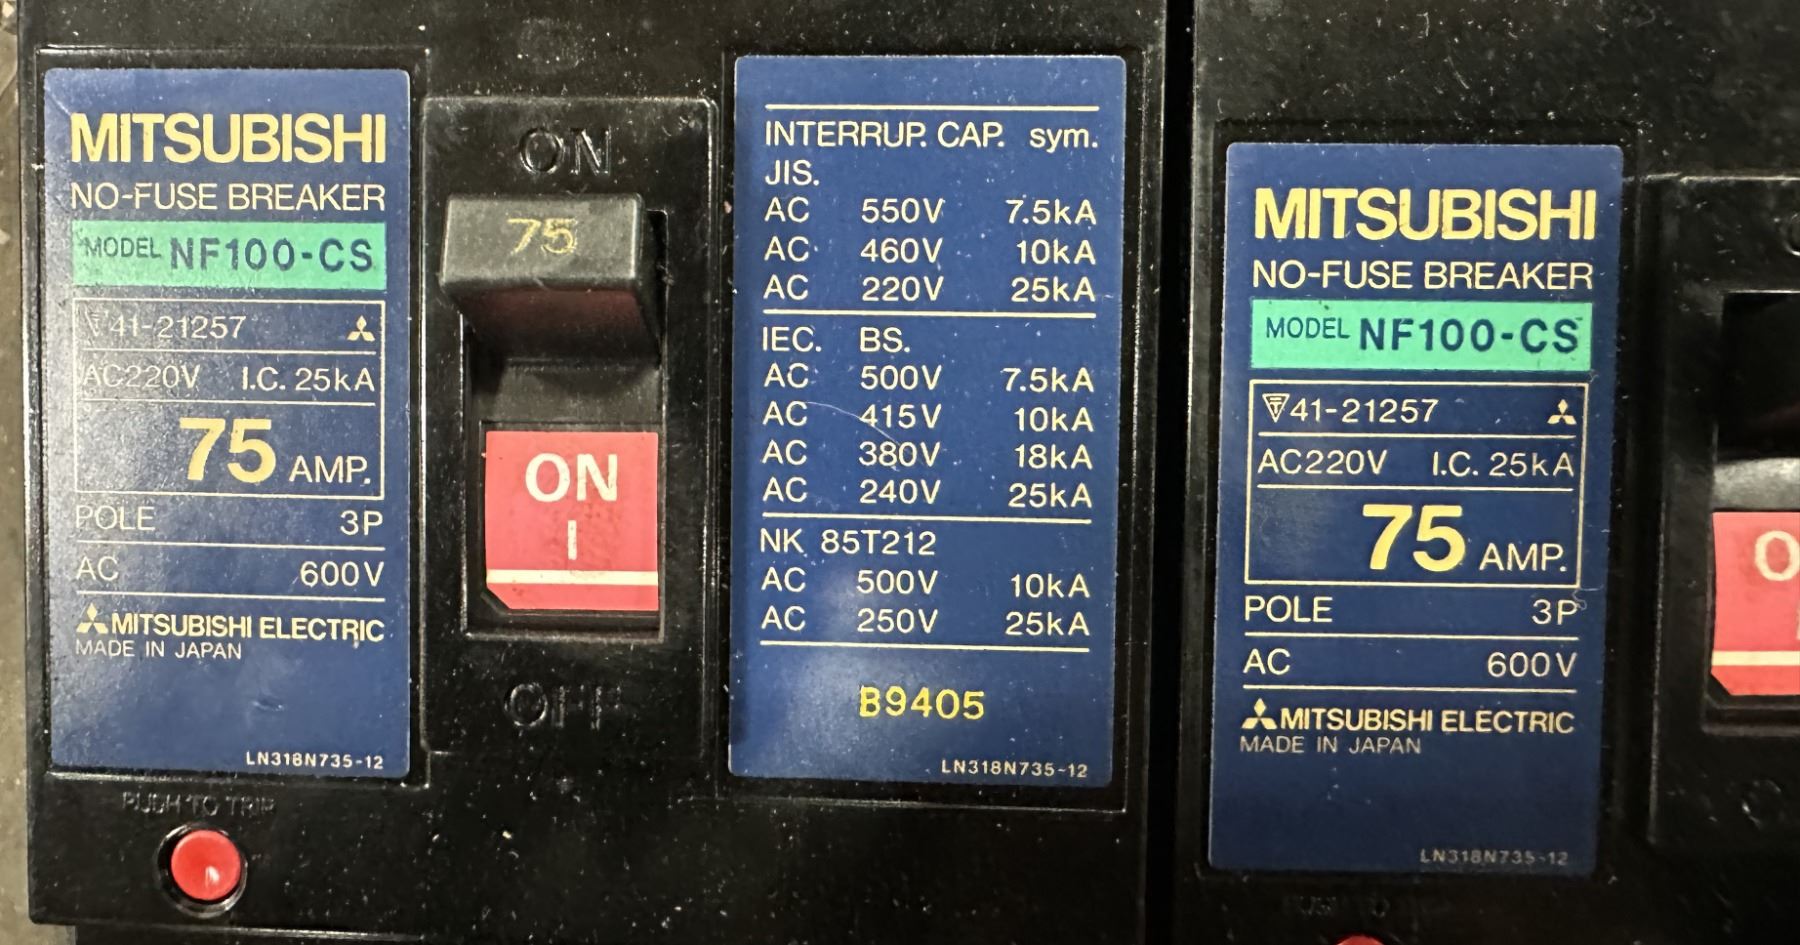 MITSUBISHI
NO-FUSE BREAKER
MODEL NF100-CS
41-21257
AC220V I.C. 25kA
75 AMP.
POLE 3P
AC 600V
MITSUBISHI ELECTRIC
MADE IN JAPAN
LN318N735-12
PUSH TO TRIP
ON
75
ON
I
OFF
INTERRUP. CAP. sym.
JIS.
AC 550V 7.5kA
AC 460V 10kA
AC 220V 25kA
IEC. BS.
AC 500V 7.5kA
AC 415V 10kA
AC 380V 18kA
AC 240V 25kA
NK 85T212
AC 500V 10kA
AC 250V 25kA
B9405
LN318N735-12
MITSUBISHI
NO-FUSE BREAKER
MODEL NF100-CS
41-21257
AC220V I.C. 25kA
75 AMP.
POLE 3P
AC 600V
MITSUBISHI ELECTRIC
MADE IN JAPAN
LN318N735-12